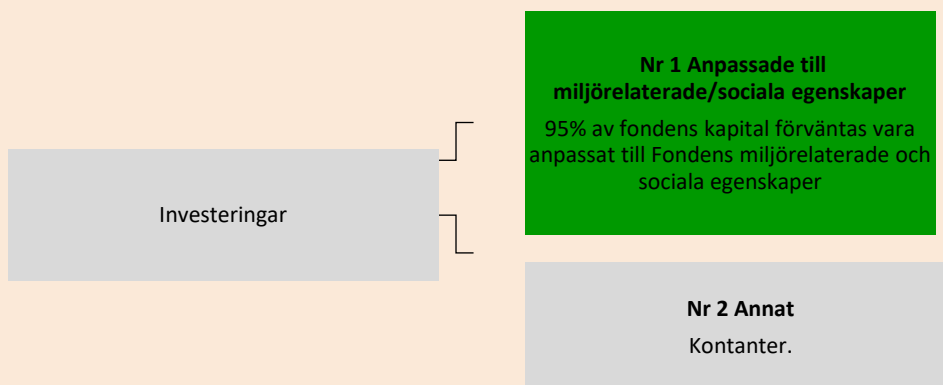 Investeringar
Nr 1 Anpassade till
miljörelaterade/sociala egenskaper
95% av fondens kapital förväntas vara
anpassat till Fondens miljörelaterade och
sociala egenskaper
Nr 2 Annat
Kontanter.